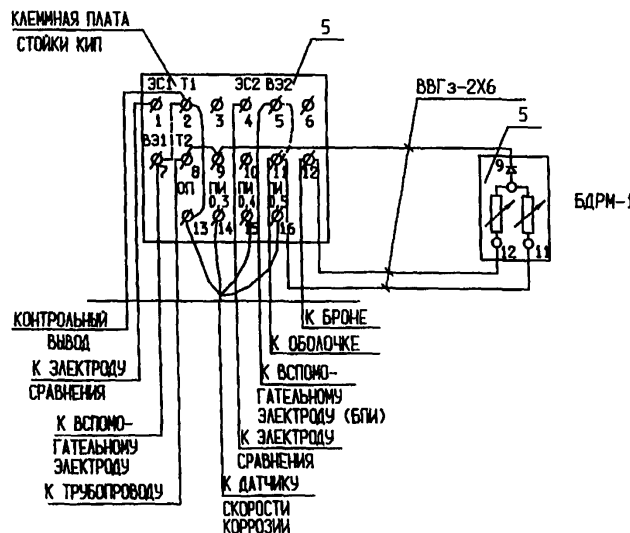 КЛЕММНАЯ ПЛАТА
СТОЙКИ КИП
5
ЭС1 Т1 ЭС2 ВЭ2
1 2 3 4 5 6
ВЭ1 Т2
7 8 9 10 11 12
ОП ПИ ПИ ПИ
0,3 0,4 0,5
13 14 15 16
ВВГз-2Х6
5
9
12 11
БДРМ-1
КОНТРОЛЬНЫЙ
ВЫВОД
К ЭЛЕКТРОДУ
СРАВНЕНИЯ
К ВСПОМО-
ГАТЕЛЬНОМУ
ЭЛЕКТРОДУ
К ТРУБОПРОВОДУ
К БРОНЕ
К ОБОЛОЧКЕ
К ВСПОМО-
ГАТЕЛЬНОМУ
ЭЛЕКТРОДУ (БПИ)
К ЭЛЕКТРОДУ
СРАВНЕНИЯ
К ДАТЧИКУ
СКОРОСТИ
КОРРОЗИИ